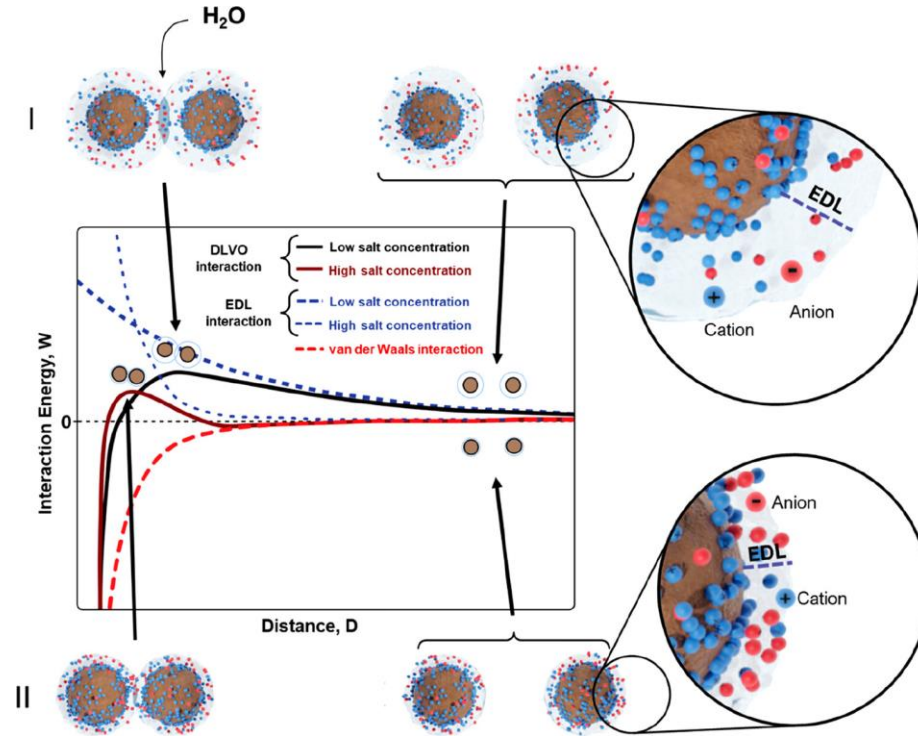 H₂O
I
DLVO interaction
Low salt concentration
High salt concentration
EDL interaction
Low salt concentration
High salt concentration
van der Waals interaction
Interaction Energy, W
0
Distance, D
EDL
-
Anion
+
Cation
II
-
Anion
EDL
+
Cation